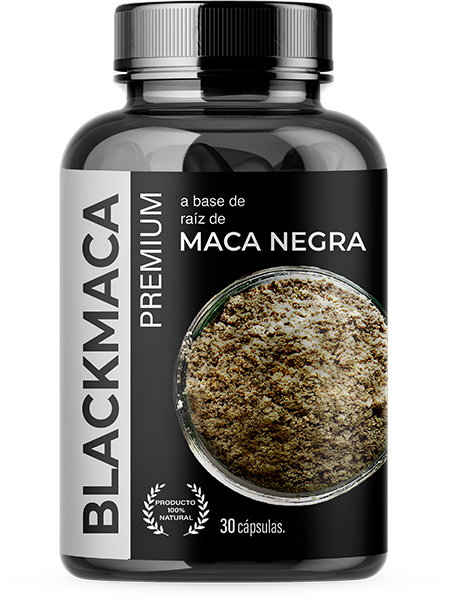 BLACKMACA
PREMIUM
a base de
raíz de
MACA NEGRA
PRODUCTO
100%
NATURAL
30 cápsulas.